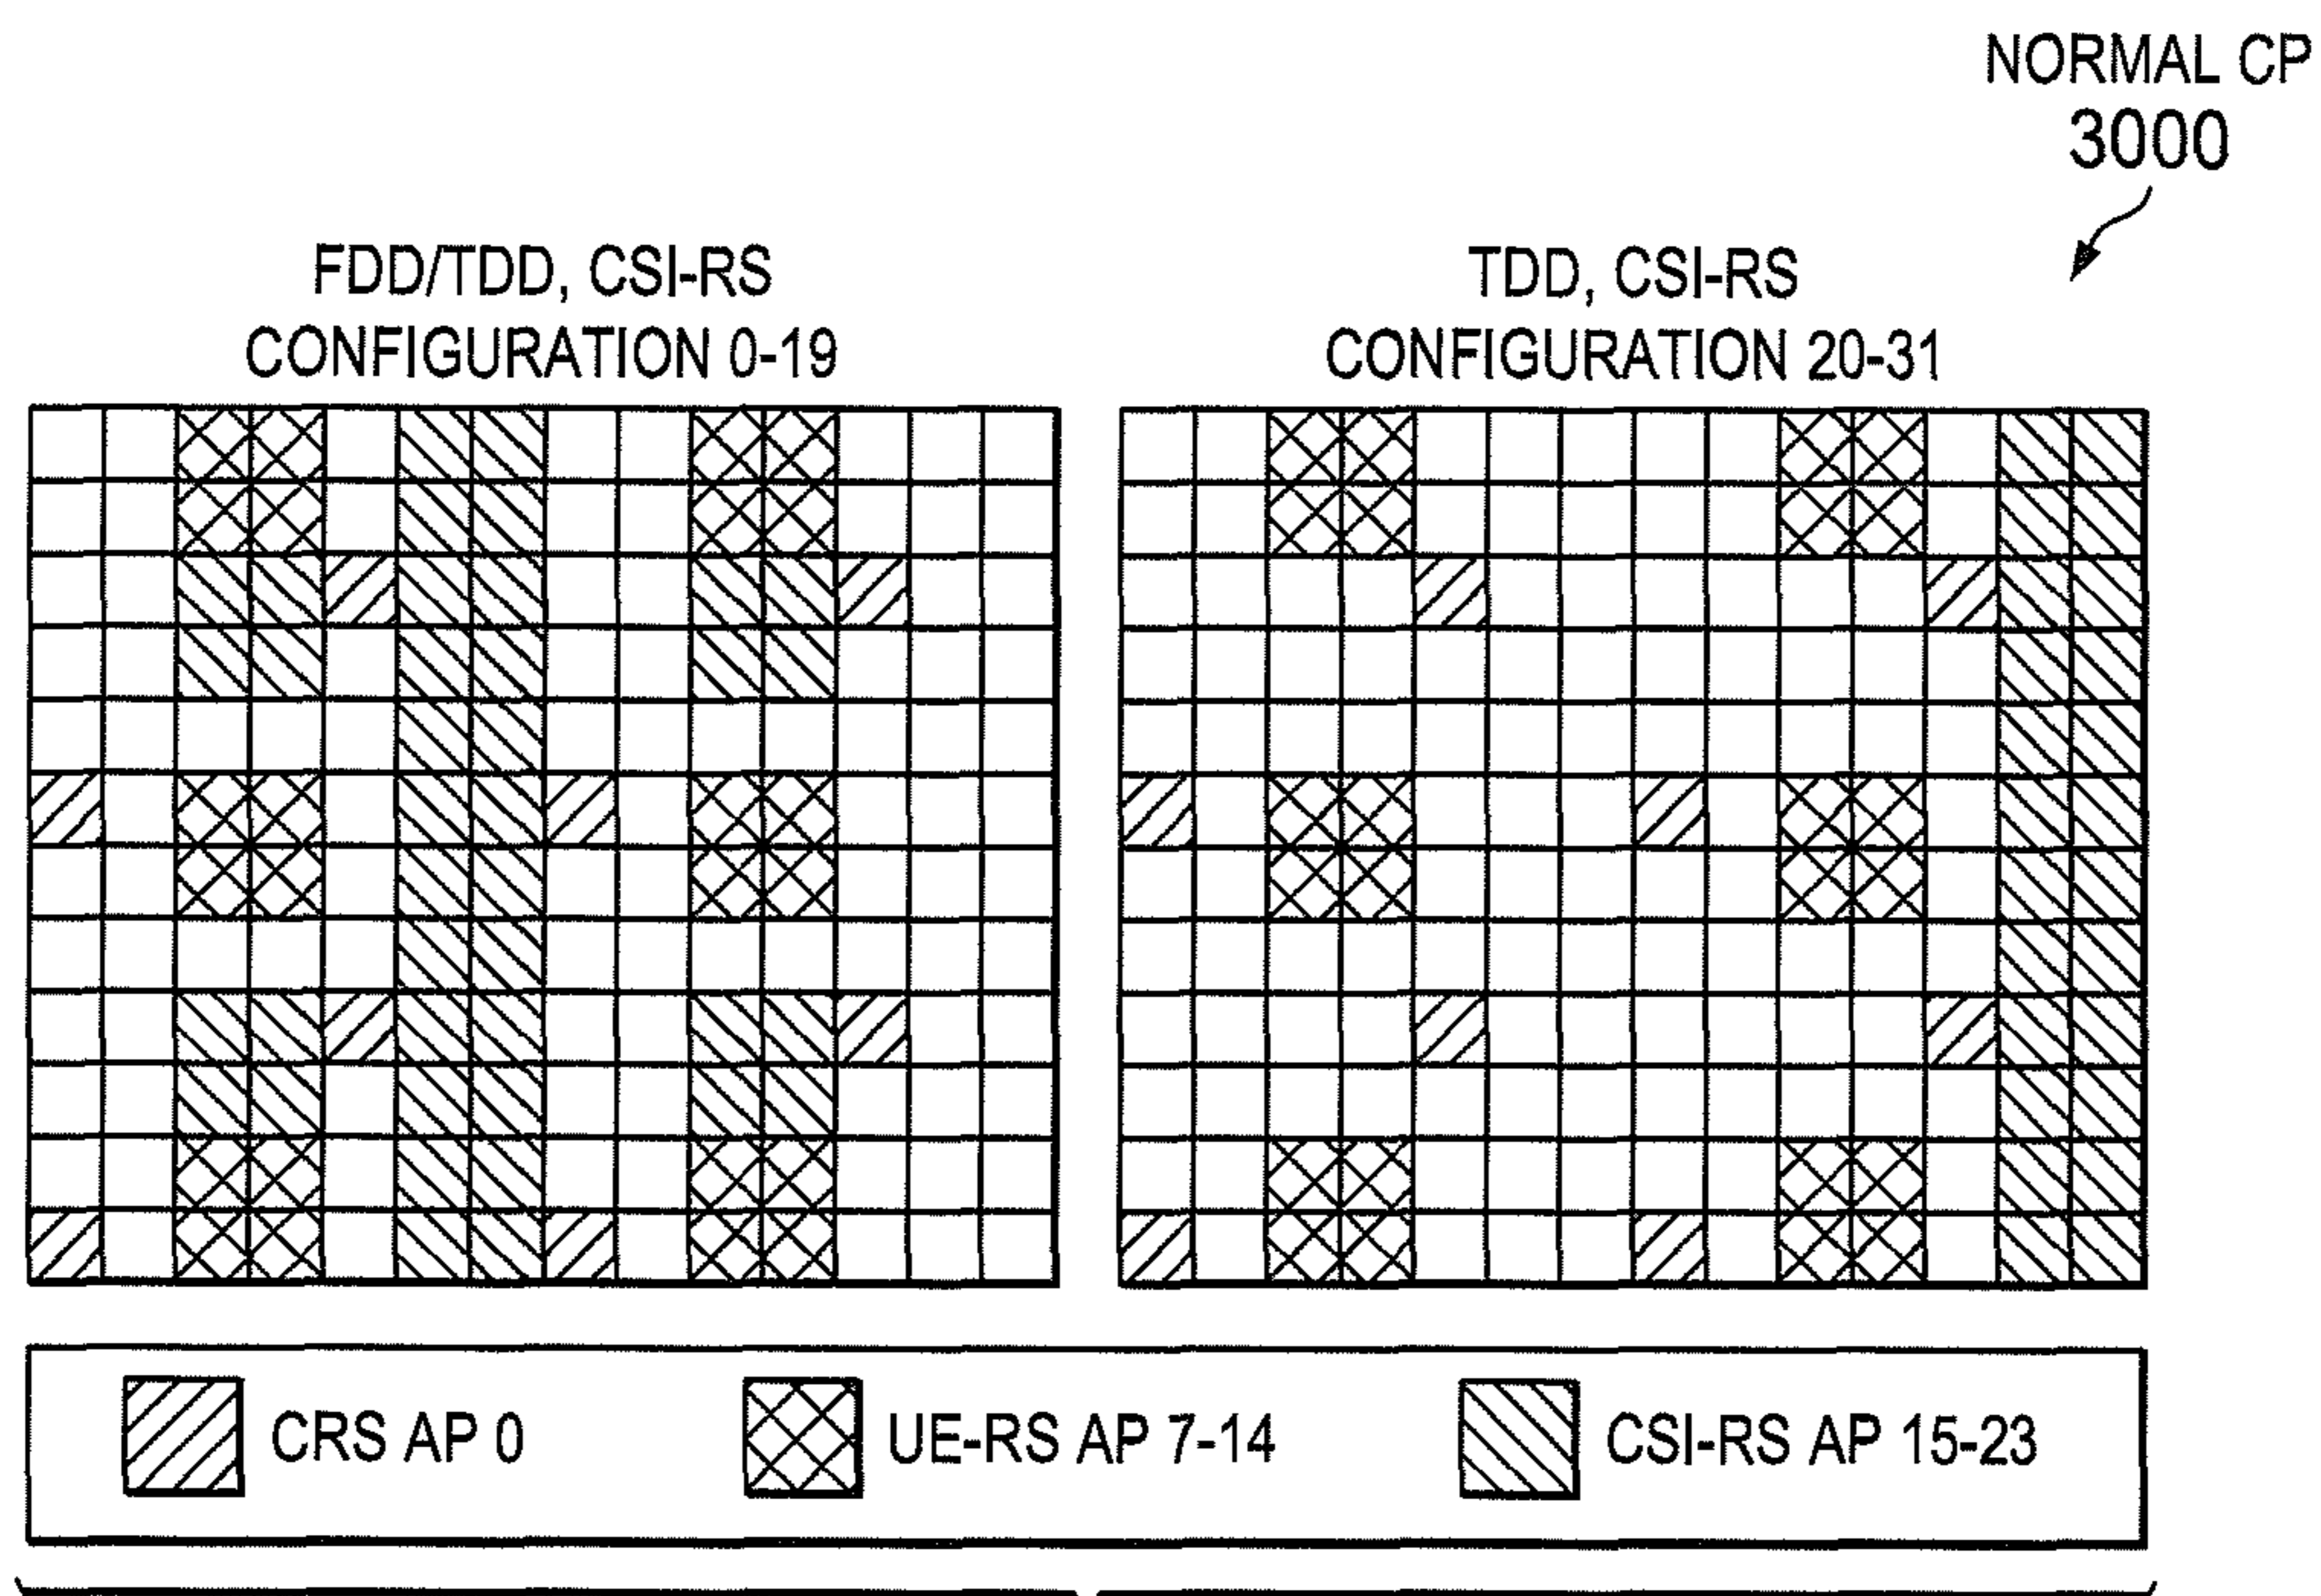 NORMAL CP
3000
FDD/TDD, CSI-RS
CONFIGURATION 0-19
TDD, CSI-RS
CONFIGURATION 20-31
CRS AP 0
UE-RS AP 7-14
CSI-RS AP 15-23